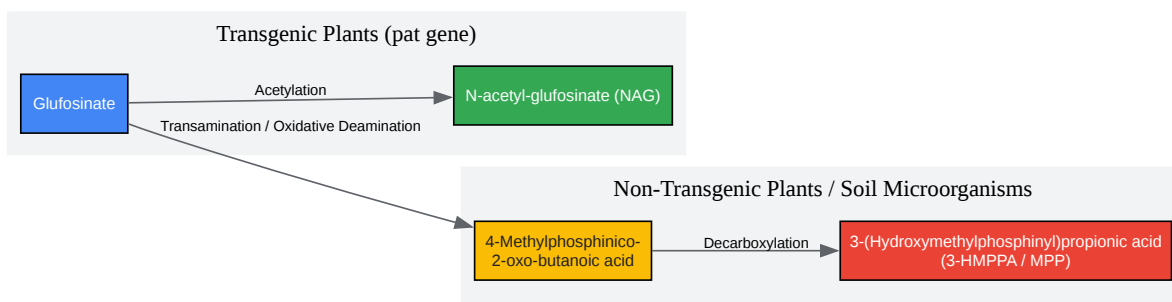 Transgenic Plants (pat gene)
Glufosinate
Acetylation
N-acetyl-glufosinate (NAG)
Transamination / Oxidative Deamination
Non-Transgenic Plants / Soil Microorganisms
4-Methylphosphinico-
2-oxo-butanoic acid
Decarboxylation
3-(Hydroxymethylphosphinyl)propionic acid
(3-HMPPA / MPP)